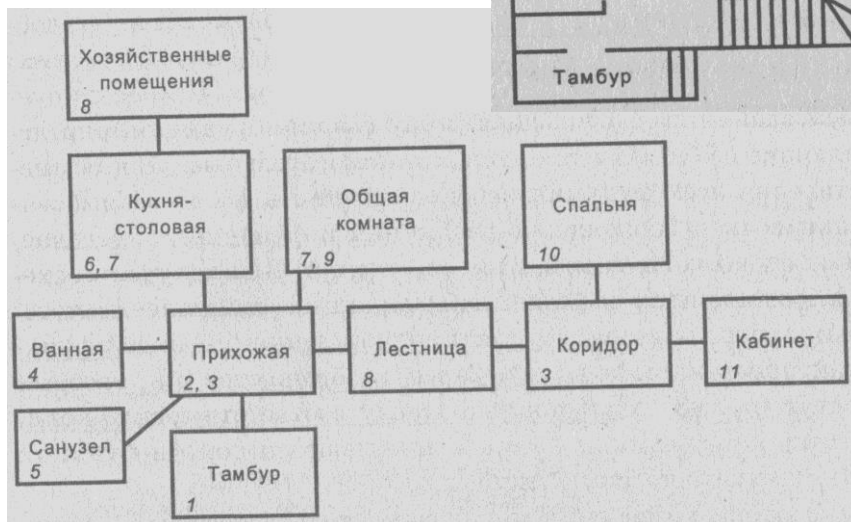 Тамбур
Хозяйственные
помещения
8
Кухня-
столовая
6, 7
Общая
комната
7, 9
Спальня
10
Ванная
4
Прихожая
2, 3
Лестница
8
Коридор
3
Кабинет
11
Санузел
5
Тамбур
1